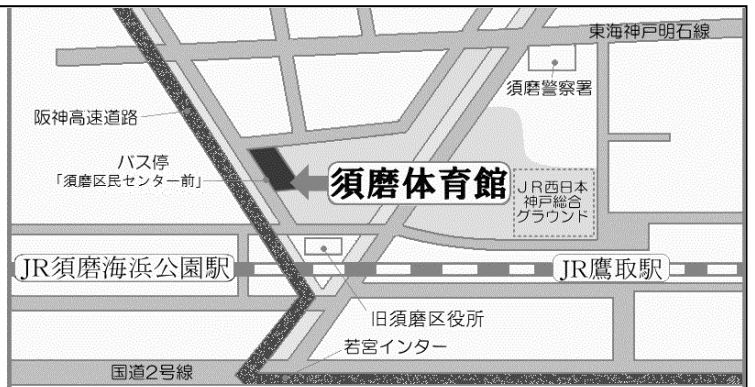 東海神戸明石線
須磨警察署
阪神高速道路
バス停
「須磨区民センター前」
須磨体育館
JR西日本
神戸総合
グラウンド
JR須磨海浜公園駅
JR鷹取駅
旧須磨区役所
若宮インター
国道2号線